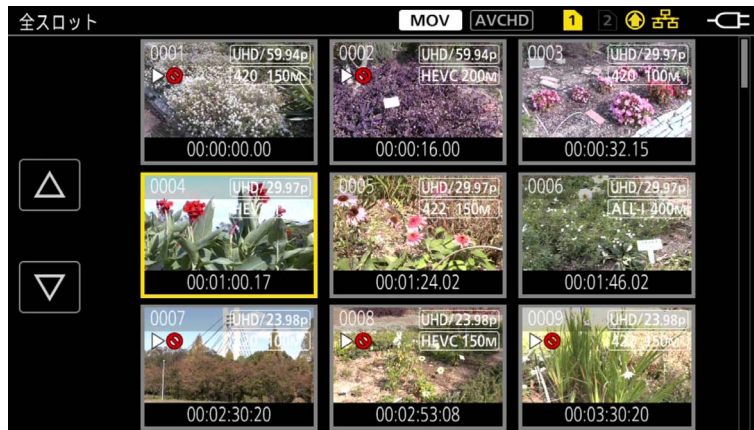 全スロット MOV AVCHD 1 2
0001 UHD/59.94p
420 150M
00:00:00.00
0002 UHD/59.94p
HEVC 200M
00:00:16.00
0003 UHD/29.97p
420 100M
00:00:32.15
0004 UHD/29.97p
HEVC
00:01:00.17
0005 UHD/29.97p
422 150M
00:01:24.02
0006 UHD/29.97p
ALL-I 400M
00:01:46.02
0007 UHD/23.98p
420 100M
00:02:30:20
0008 UHD/23.98p
HEVC 150M
00:02:53:08
0009 UHD/23.98p
422 150M
00:03:30:20